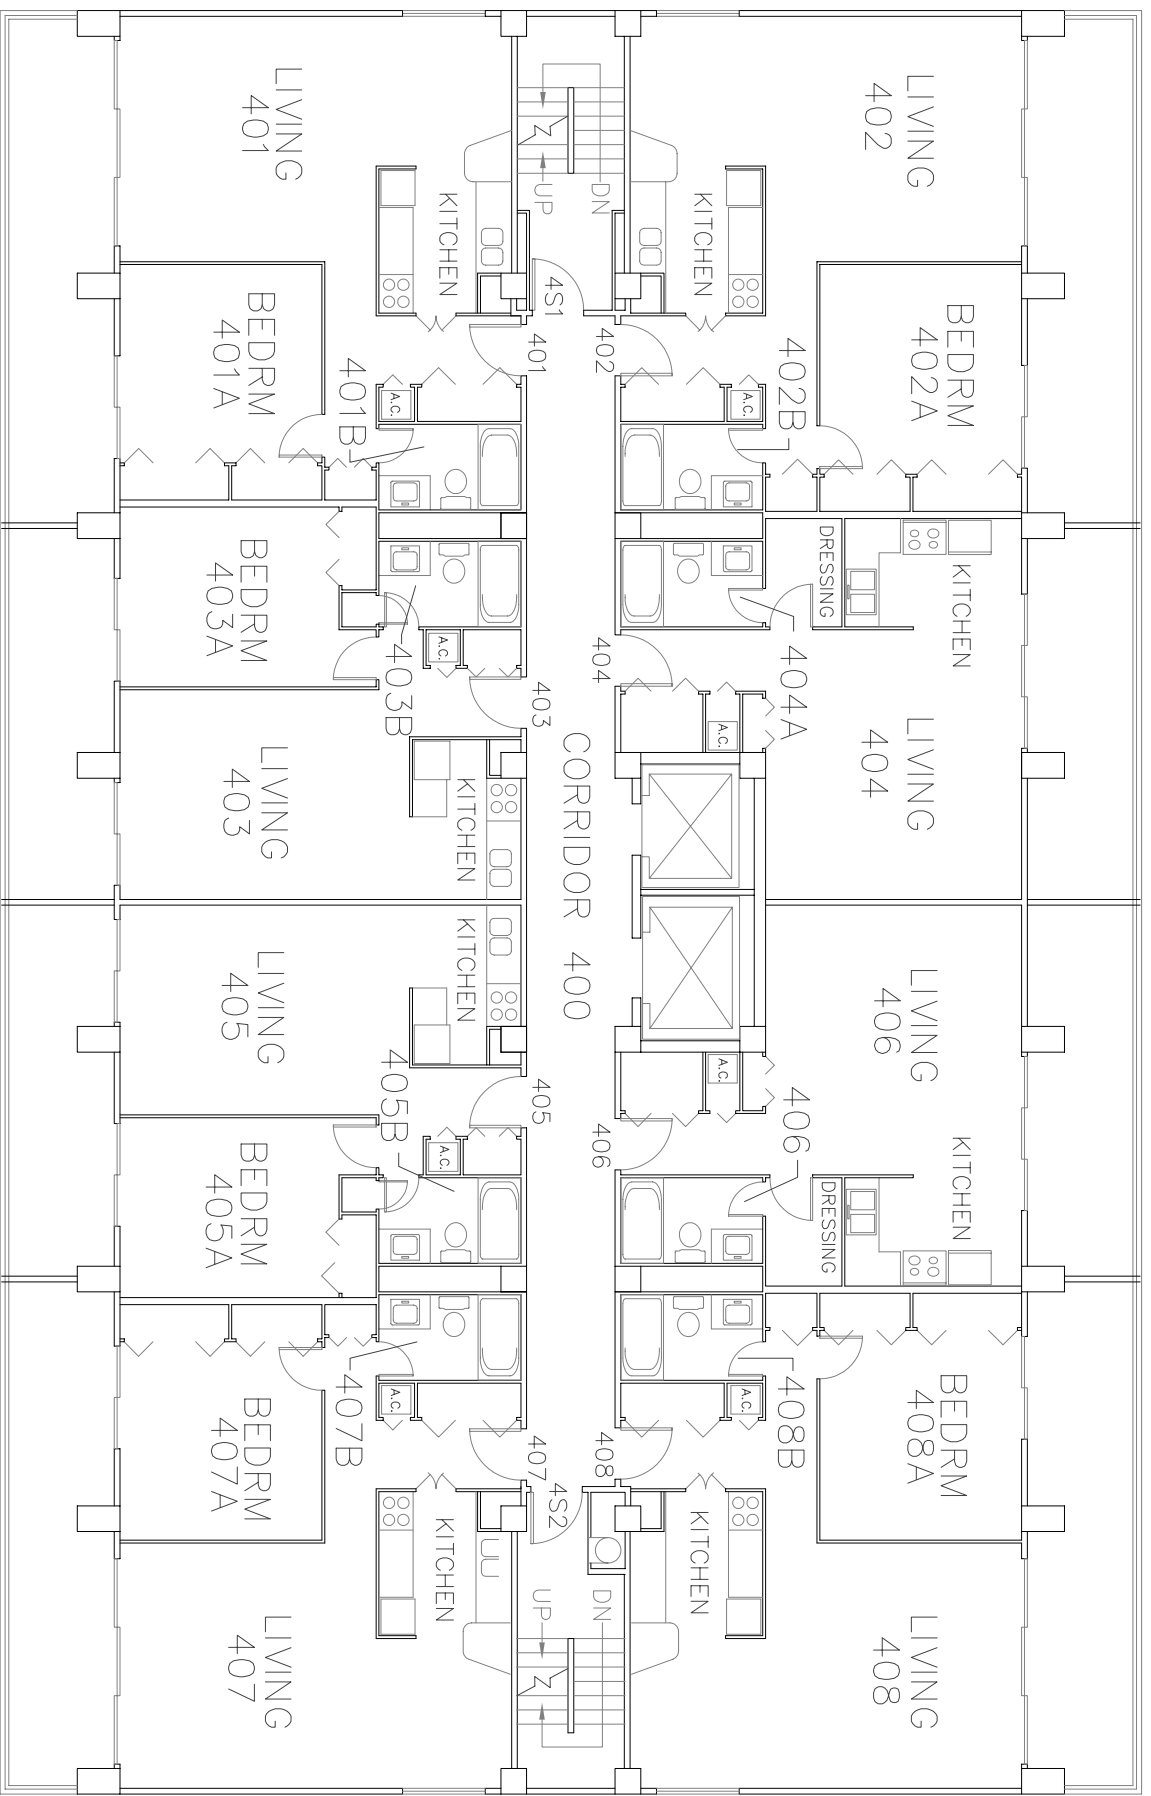 LIVING
401
LIVING
402
UP
DN
KITCHEN
KITCHEN
4S1
BEDRM
401A
401
402
BEDRM
402A
401B
402B
A.C.
A.C.
BEDRM
403A
DRESSING
KITCHEN
A.C.
403B
404
404A
403
A.C.
LIVING
403
KITCHEN
CORRIDOR 400
LIVING
404
LIVING
405
KITCHEN
LIVING
406
405B
405
A.C.
406
406
A.C.
KITCHEN
BEDRM
405A
DRESSING
407B
A.C.
A.C.
408B
BEDRM
407A
407
408
4S2
BEDRM
408A
KITCHEN
KITCHEN
UP
DN
LIVING
407
LIVING
408